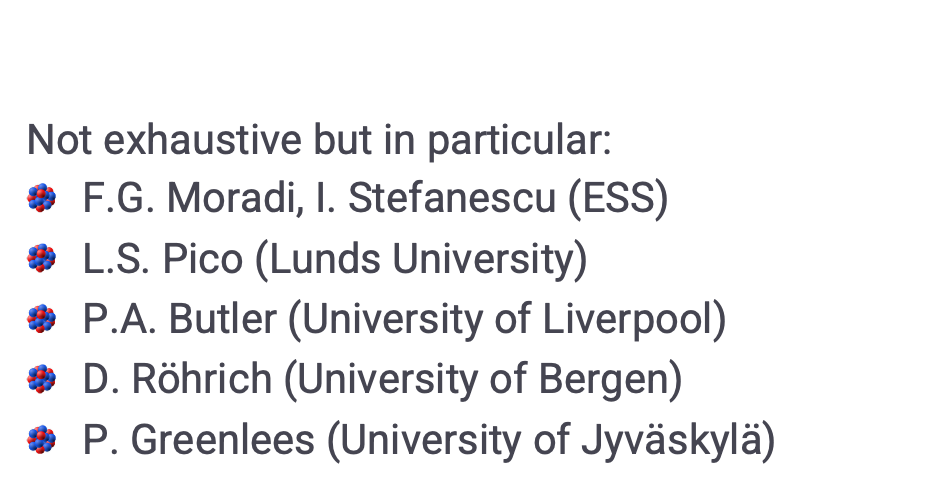 Not exhaustive but in particular:
F.G. Moradi, I. Stefanescu (ESS)
L.S. Pico (Lunds University)
P.A. Butler (University of Liverpool)
D. Röhrich (University of Bergen)
P. Greenlees (University of Jyväskylä)